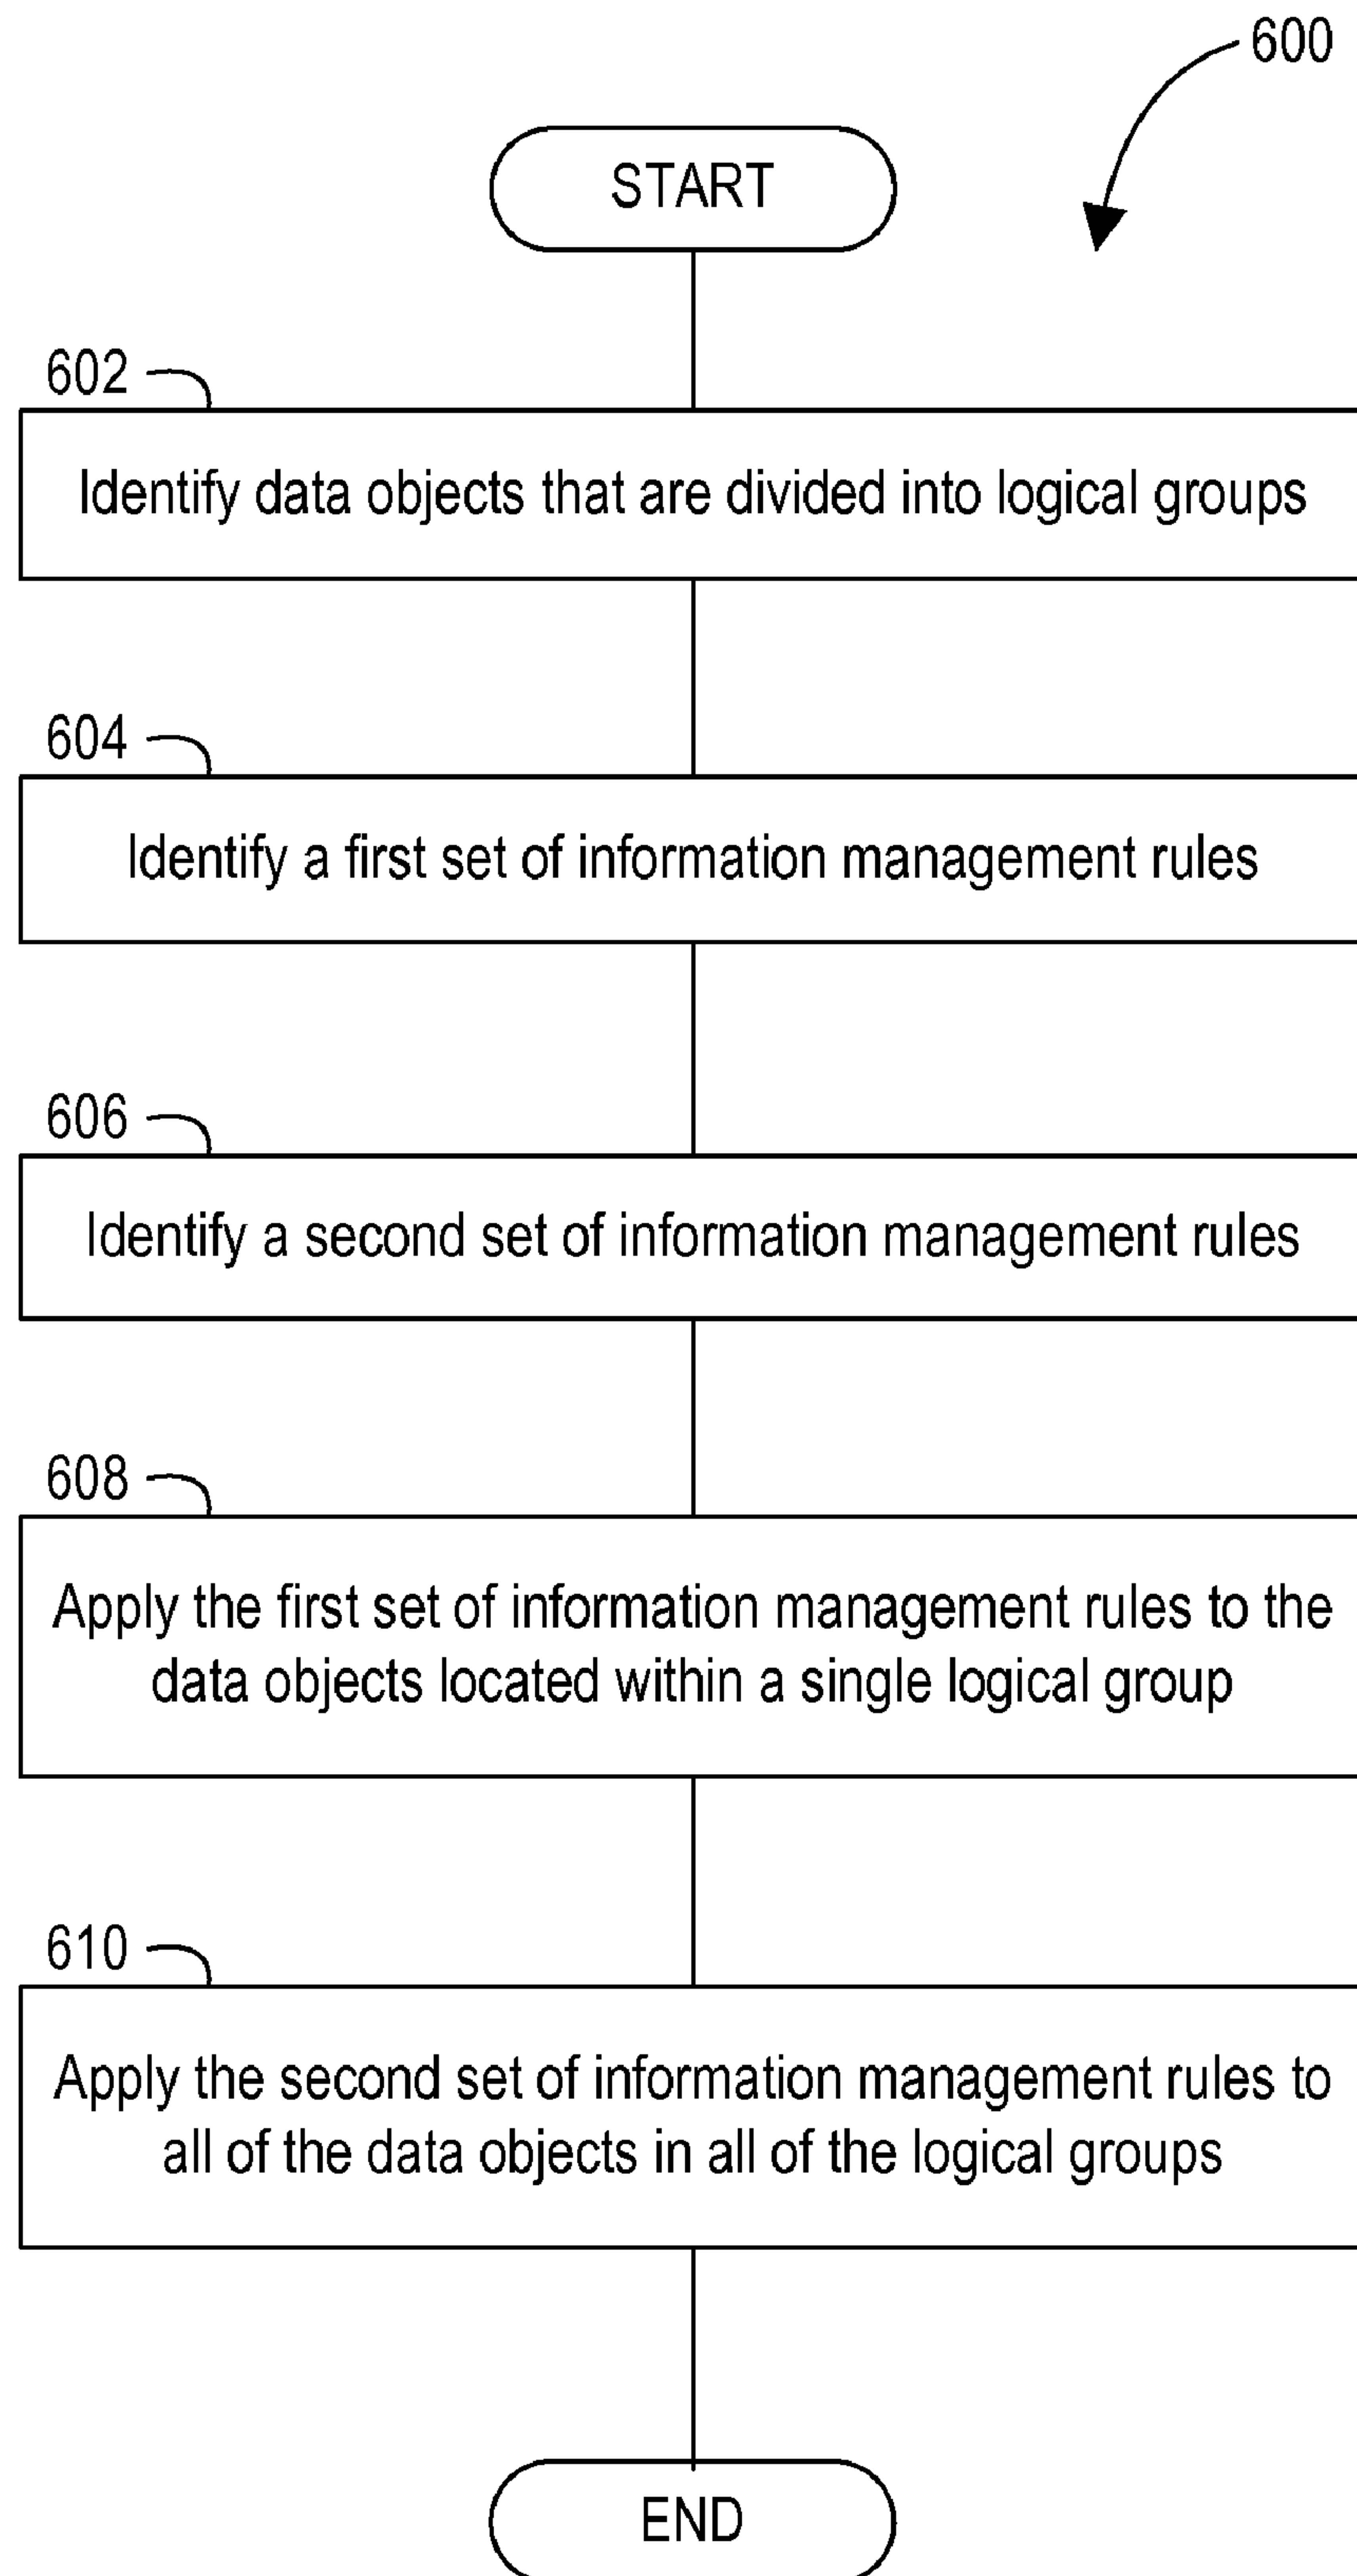 600
START
602
Identify data objects that are divided into logical groups
604
Identify a first set of information management rules
606
Identify a second set of information management rules
608
Apply the first set of information management rules to the
data objects located within a single logical group
610
Apply the second set of information management rules to
all of the data objects in all of the logical groups
END